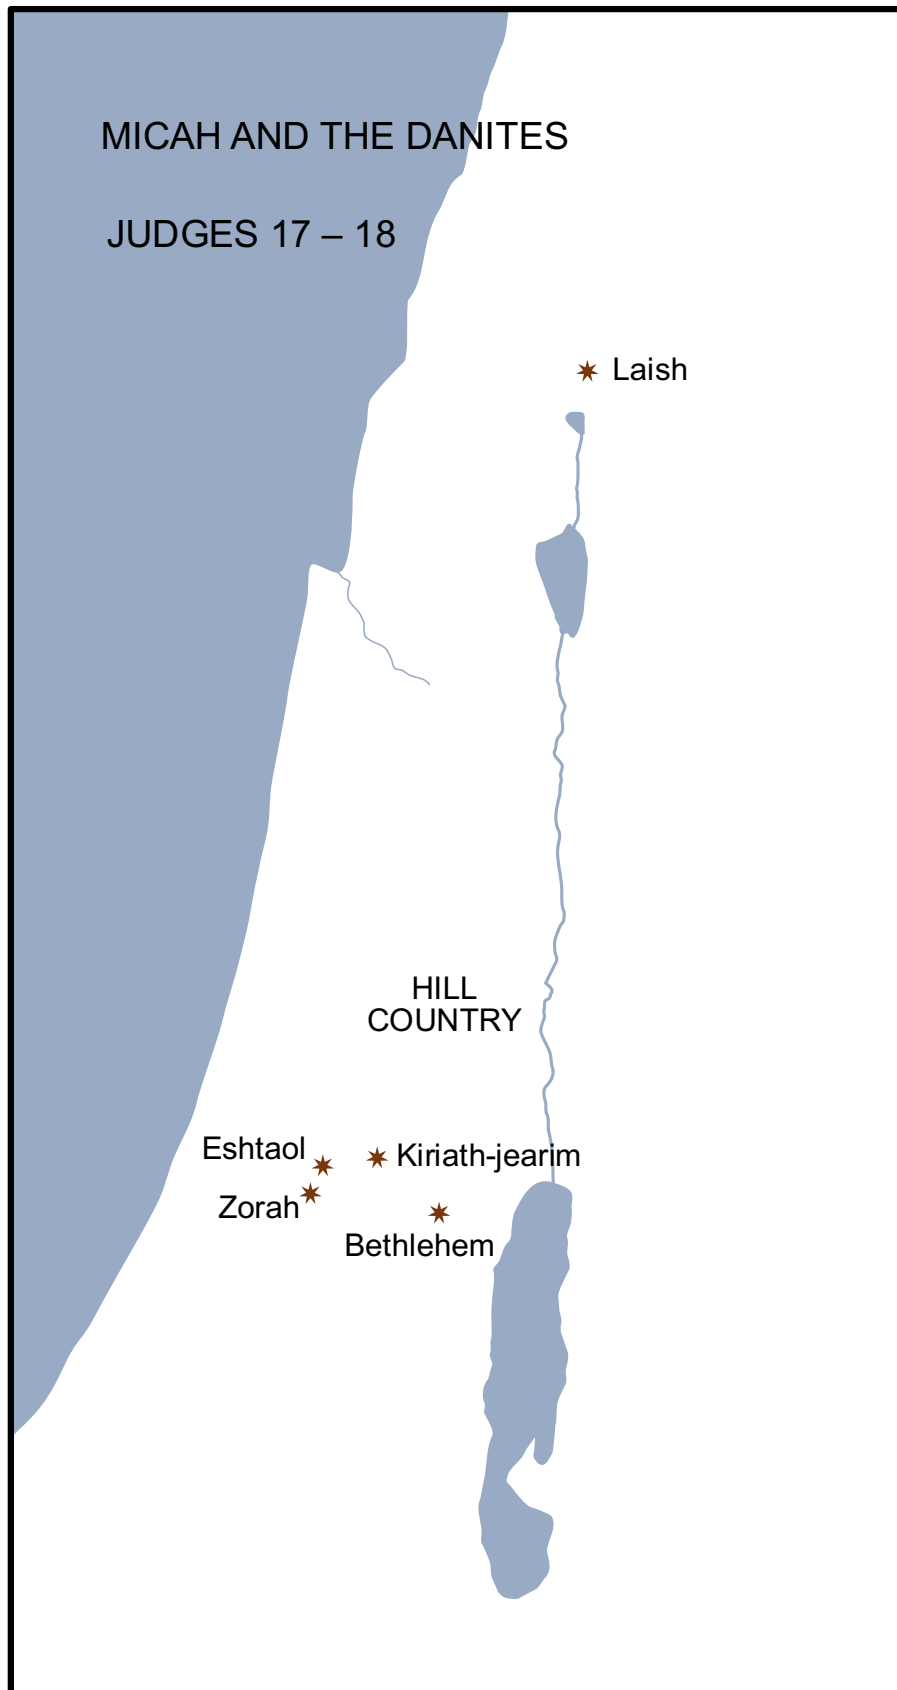 MICAH AND THE DANITES
JUDGES 17 – 18
Laish
HILL
COUNTRY
Eshtaol
Kiriath-jearim
Zorah
Bethlehem